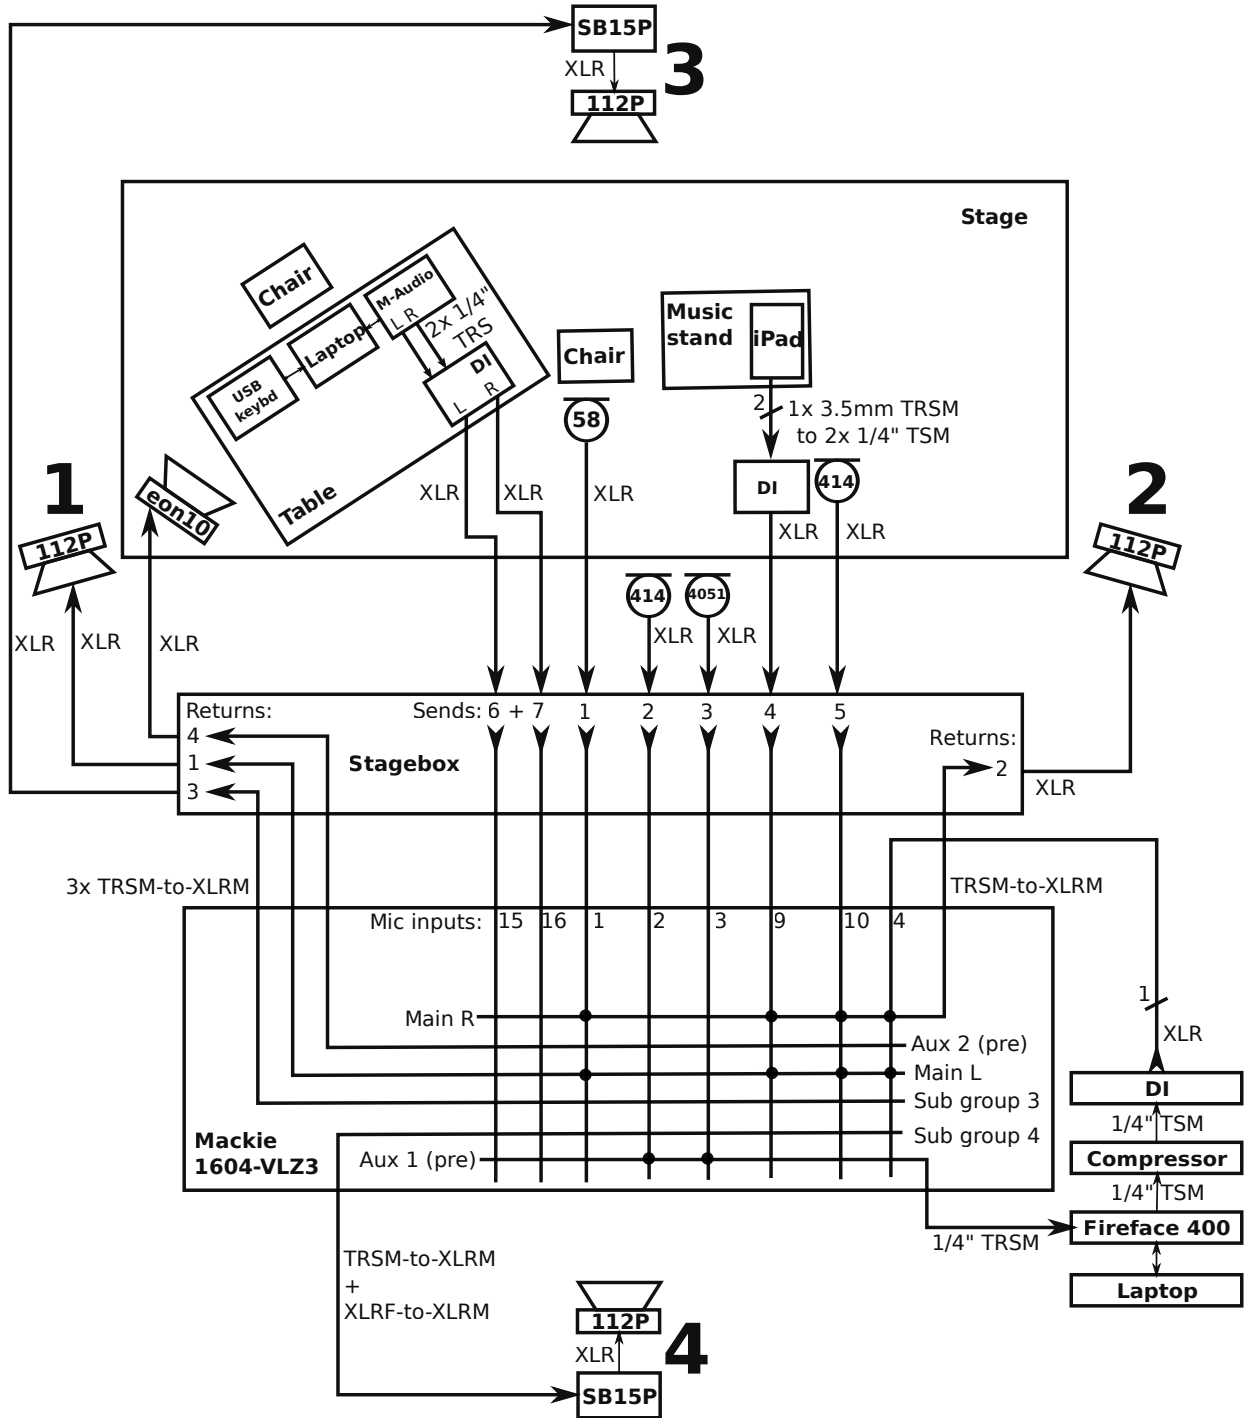 SB15P
3
XLR
112P
Stage
Chair
M-Audio
L R
2x 1/4"
TRS
Laptop
USB
keybd
DI
L
R
Table
Music
stand
iPad
Chair
58
2
1x 3.5mm TRSM
to 2x 1/4" TSM
DI
414
XLR
XLR
XLR
XLR
XLR
1
112P
eon10
2
112P
414
4051
XLR
XLR
XLR
XLR
XLR
Returns:
Sends: 6 + 7
1
2
3
4
5
4
1
3
Stagebox
Returns:
2
XLR
3x TRSM-to-XLRM
TRSM-to-XLRM
Mic inputs:
15
16
1
2
3
9
10
4
Main R
Aux 2 (pre)
Main L
Sub group 3
Sub group 4
Aux 1 (pre)
Mackie
1604-VLZ3
1
XLR
DI
1/4" TSM
Compressor
1/4" TSM
Fireface 400
1/4" TRSM
Laptop
TRSM-to-XLRM
+
XLRF-to-XLRM
112P
4
XLR
SB15P